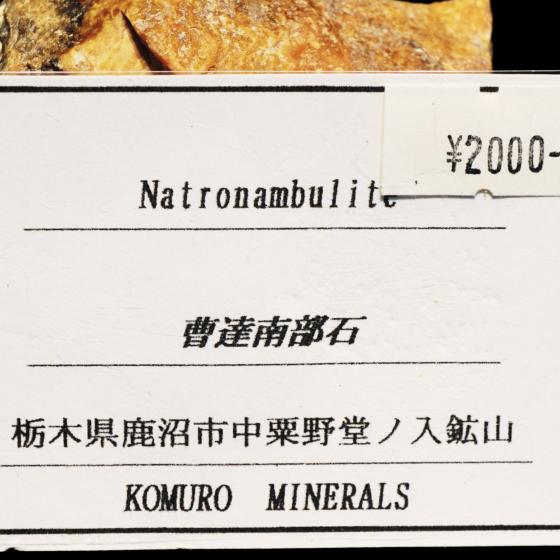 ¥2000-
Natronambulite
曹達南部石
栃木県鹿沼市中粟野堂ノ入鉱山
KOMURO MINERALS